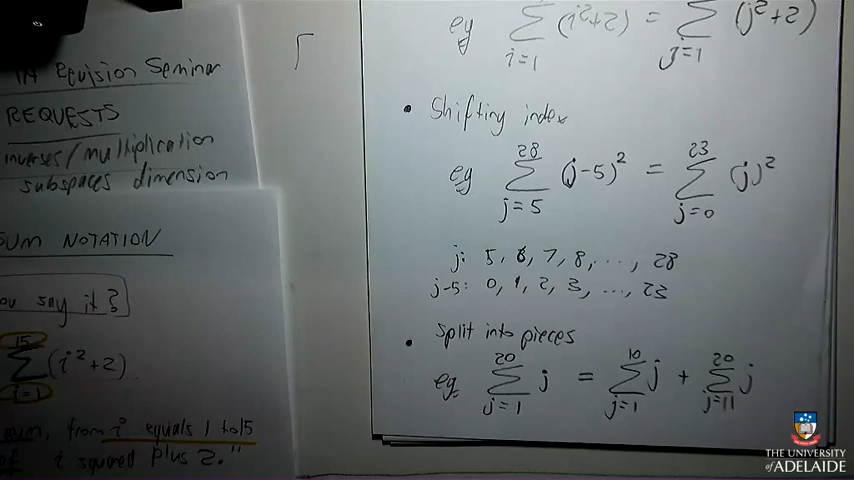 1A Revision Seminar
REQUESTS
inverses/multiplication
subspaces dimension
SUM NOTATION
you say it?
15
∑ (i²+2)
i=1
sum, from i equals 1 to 15
of i squared plus 2."
eg ∑ (i²+2) = ∑ (j²+2)
i=1 j=1
• Shifting index
28 23
eg ∑ (j-5)² = ∑ (j)²
j=5 j=0
j: 5, 6, 7, 8, ..., 28
j-5: 0, 1, 2, 3, ..., 23
• Split into pieces
20 10 20
eg ∑ j = ∑ j + ∑ j
j=1 j=1 j=11
THE UNIVERSITY
of ADELAIDE